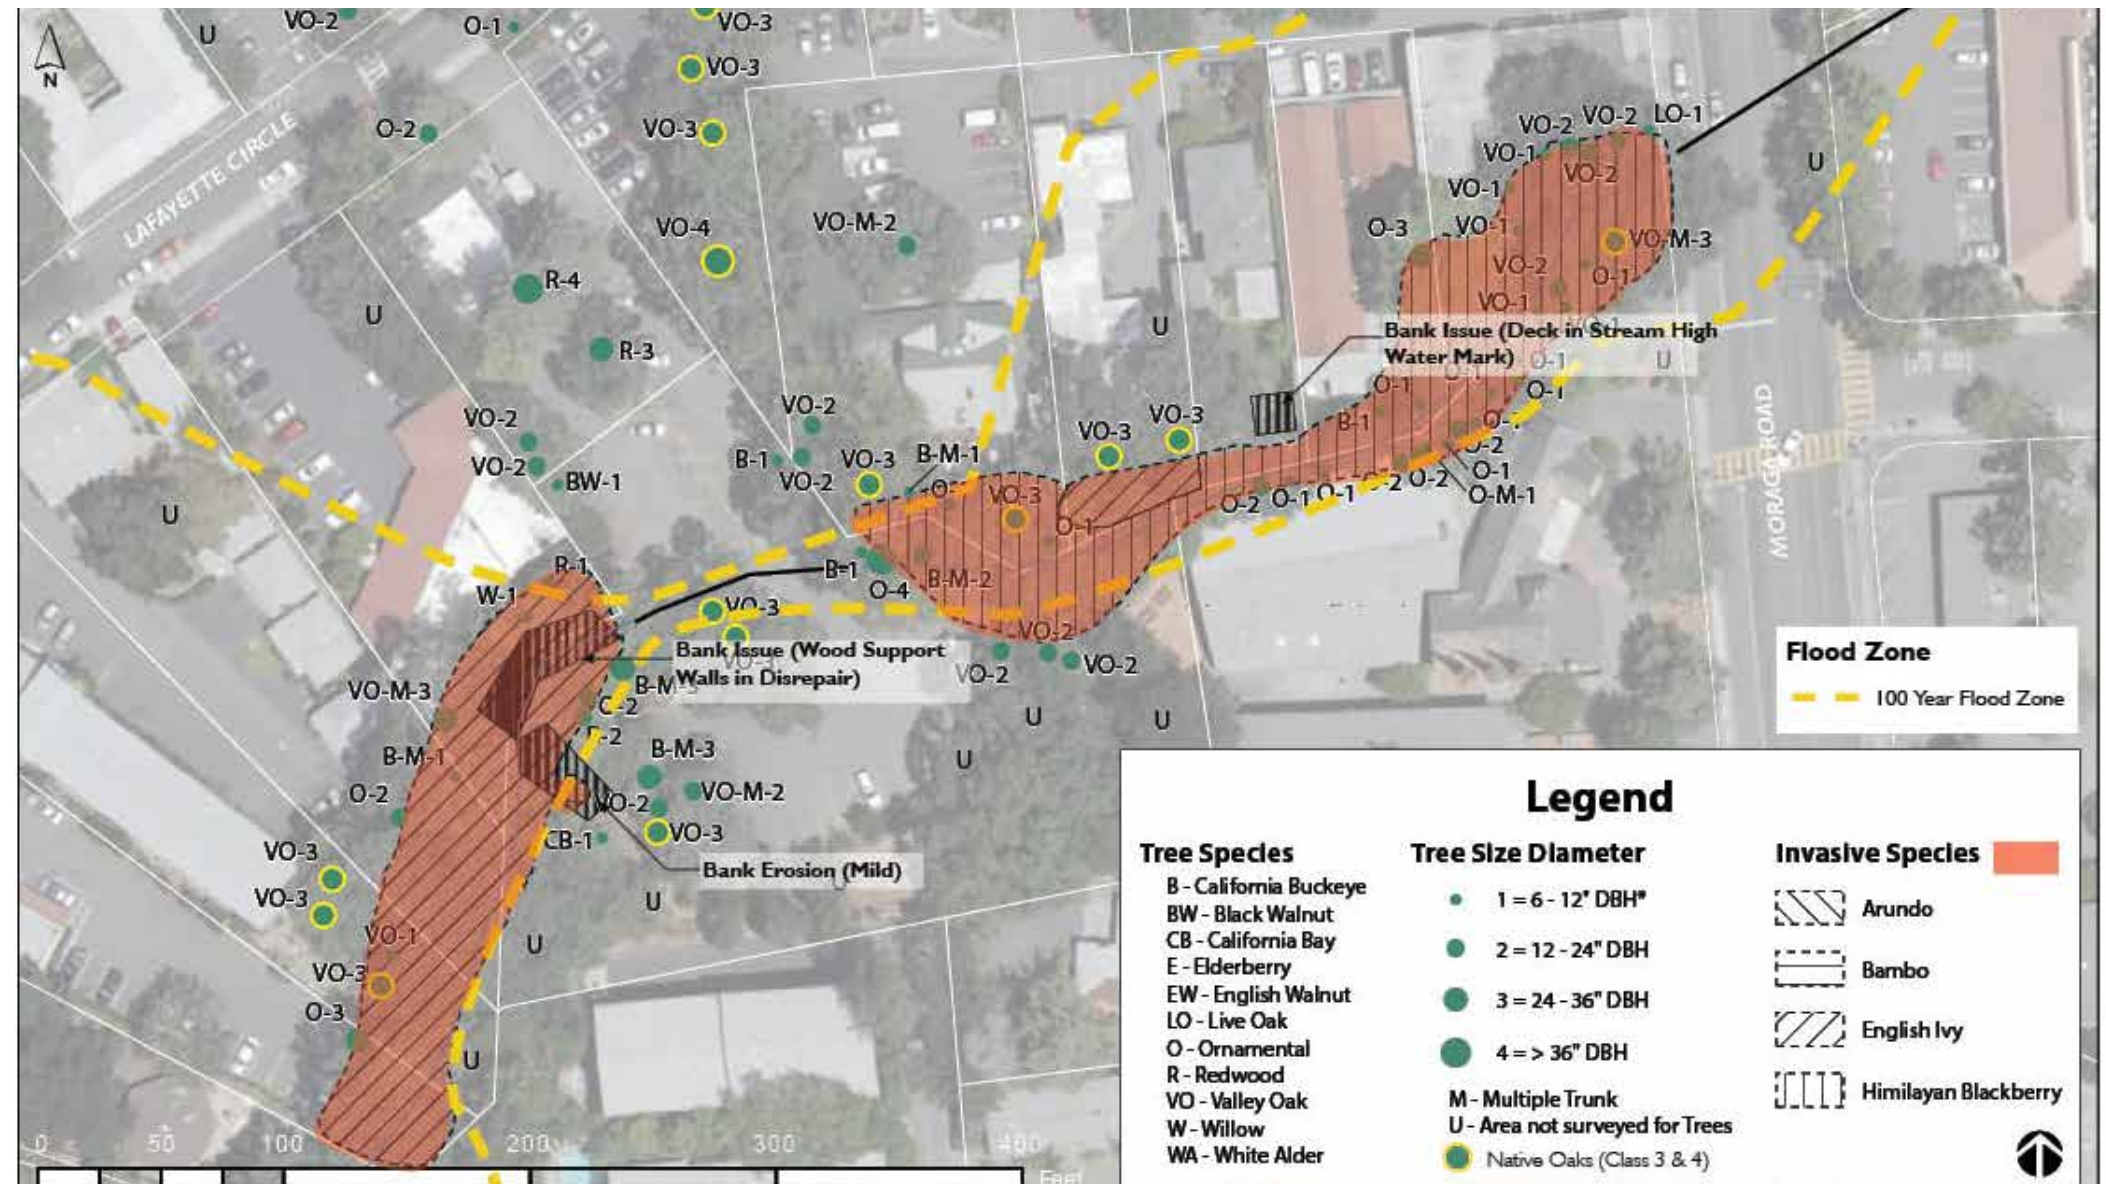 VO-2
O-1
VO-3
U
N
VO-3
O-2
VO-3
LAFAYETTE CIRCLE
VO-4
VO-M-2
R-4
R-3
U
U
VO-2
VO-2
LO-1
VO-1
VO-2
VO-1
O-3
VO-1
VO-M-3
VO-2
O-1
VO-1
U
Bank Issue (Deck in Stream High
Water Mark)
O-1
U
O-1
O-1
B-1
O-2
O-1
O-M-1
O-2
O-1
O-1
O-2
O-2
MORAGA ROAD
VO-2
VO-2
BW-1
U
VO-2
B-1
VO-2
VO-3
B-M-1
VO-3
VO-3
VO-3
O-1
B-1
O-4
B-M-2
VO-2
VO-2
VO-2
U
U
U
R-1
W-1
VO-3
Bank Issue (Wood Support
Walls in Disrepair)
VO-M-3
B-M-1
O-2
B-M-3
VO-M-2
VO-2
VO-3
CB-1
Bank Erosion (Mild)
U
U
VO-3
VO-3
VO-1
VO-3
O-3
U
0 50 100 200 300 400
Feet
Flood Zone
100 Year Flood Zone
Legend
Tree Species
B - California Buckeye
BW - Black Walnut
CB - California Bay
E - Elderberry
EW - English Walnut
LO - Live Oak
O - Ornamental
R - Redwood
VO - Valley Oak
W - Willow
WA - White Alder
Tree Size Diameter
1 = 6 - 12" DBH*
2 = 12 - 24" DBH
3 = 24 - 36" DBH
4 = > 36" DBH
M - Multiple Trunk
U - Area not surveyed for Trees
Native Oaks (Class 3 & 4)
Invasive Species
Arundo
Bambo
English Ivy
Himilayan Blackberry